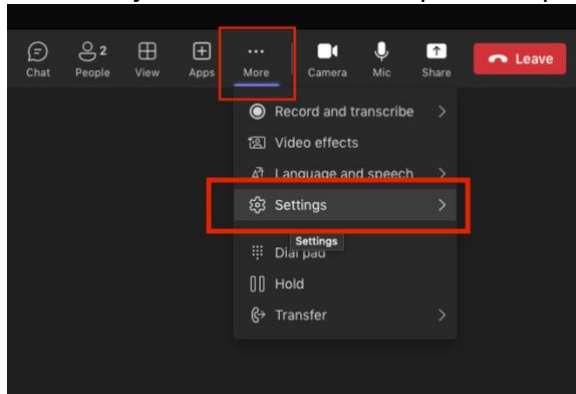 Chat
People 2
View
Apps
More
Camera
Mic
Share
Leave
Record and transcribe
Video effects
Language and speech
Settings
Settings
Dial pad
Hold
Transfer